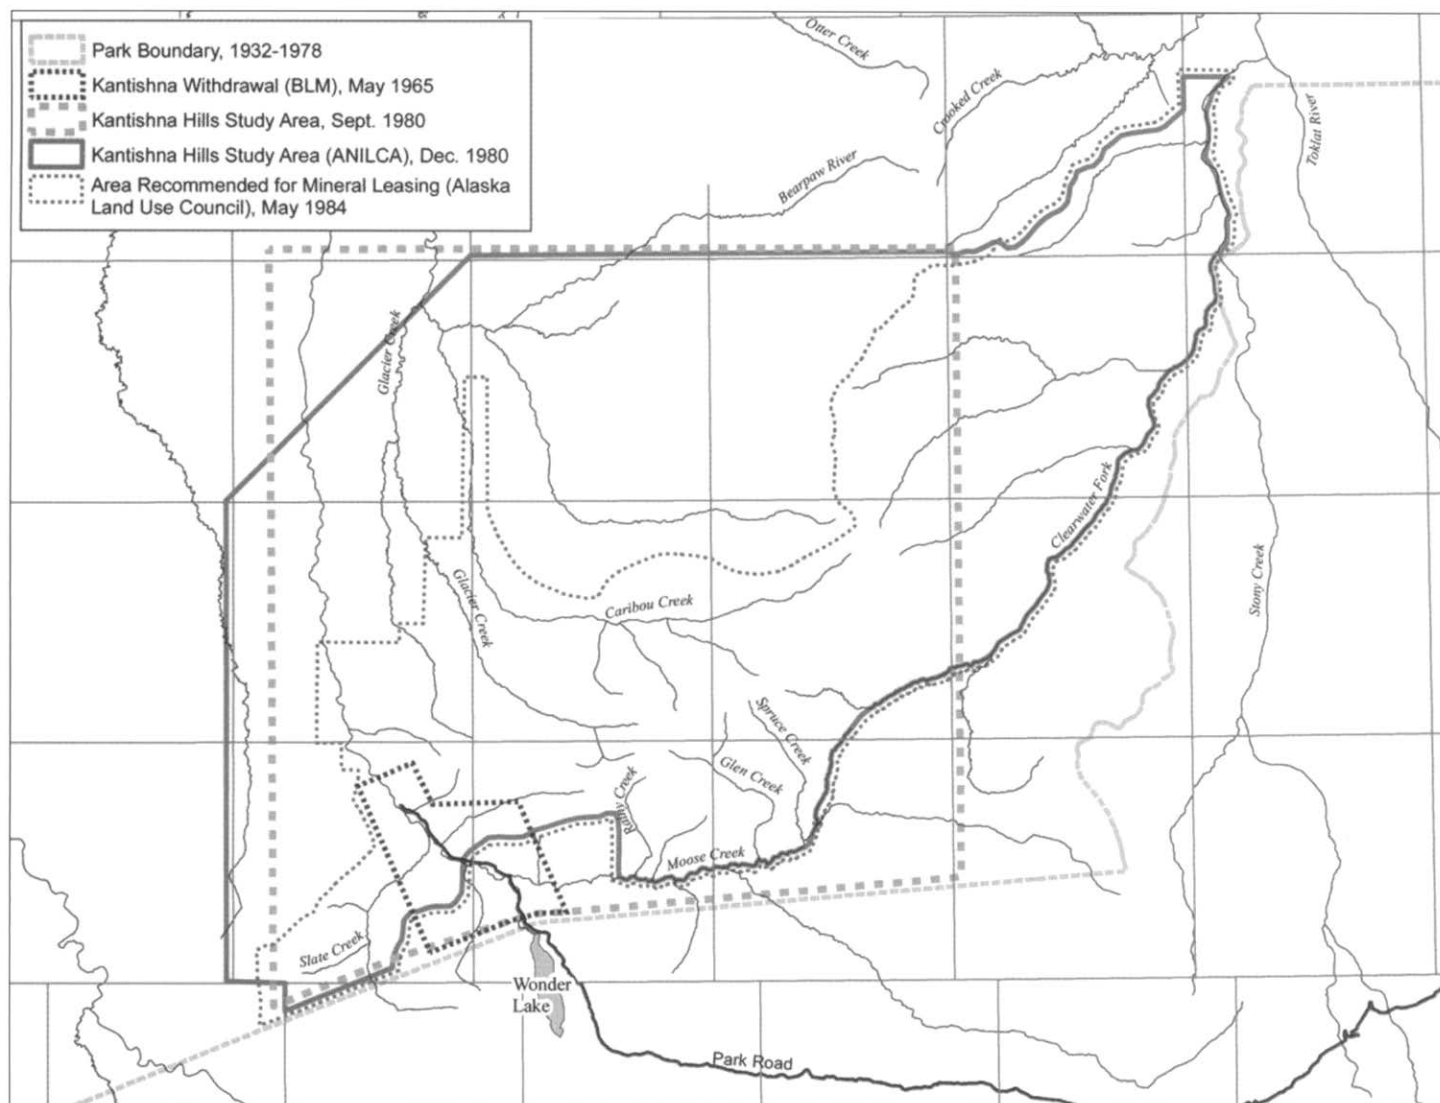 Park Boundary, 1932-1978
Kantishna Withdrawal (BLM), May 1965
Kantishna Hills Study Area, Sept. 1980
Kantishna Hills Study Area (ANILCA), Dec. 1980
Area Recommended for Mineral Leasing (Alaska
Land Use Council), May 1984
Otter Creek
Crooked Creek
Toklat River
Bearpaw River
Glacier Creek
Clearwater Fork
Stony Creek
Glacier Creek
Caribou Creek
Spruce Creek
Glen Creek
Rainy Creek
Moose Creek
Slate Creek
Wonder
Lake
Park Road